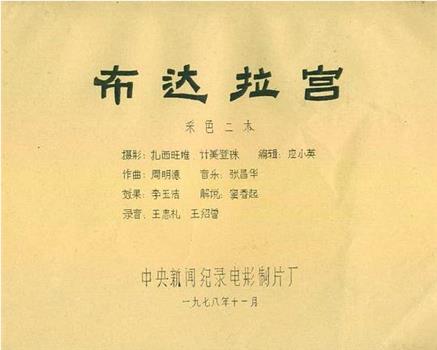 布达拉宫
采色二本
摄影：扎西旺堆 计美登珠 编辑：应小英
作曲：周明德 音乐：张昌华
效果：李玉洁 解说：窦香起
录音：王志礼 王绍曾
中央新闻纪录电影制片厂
一九七八年十一月